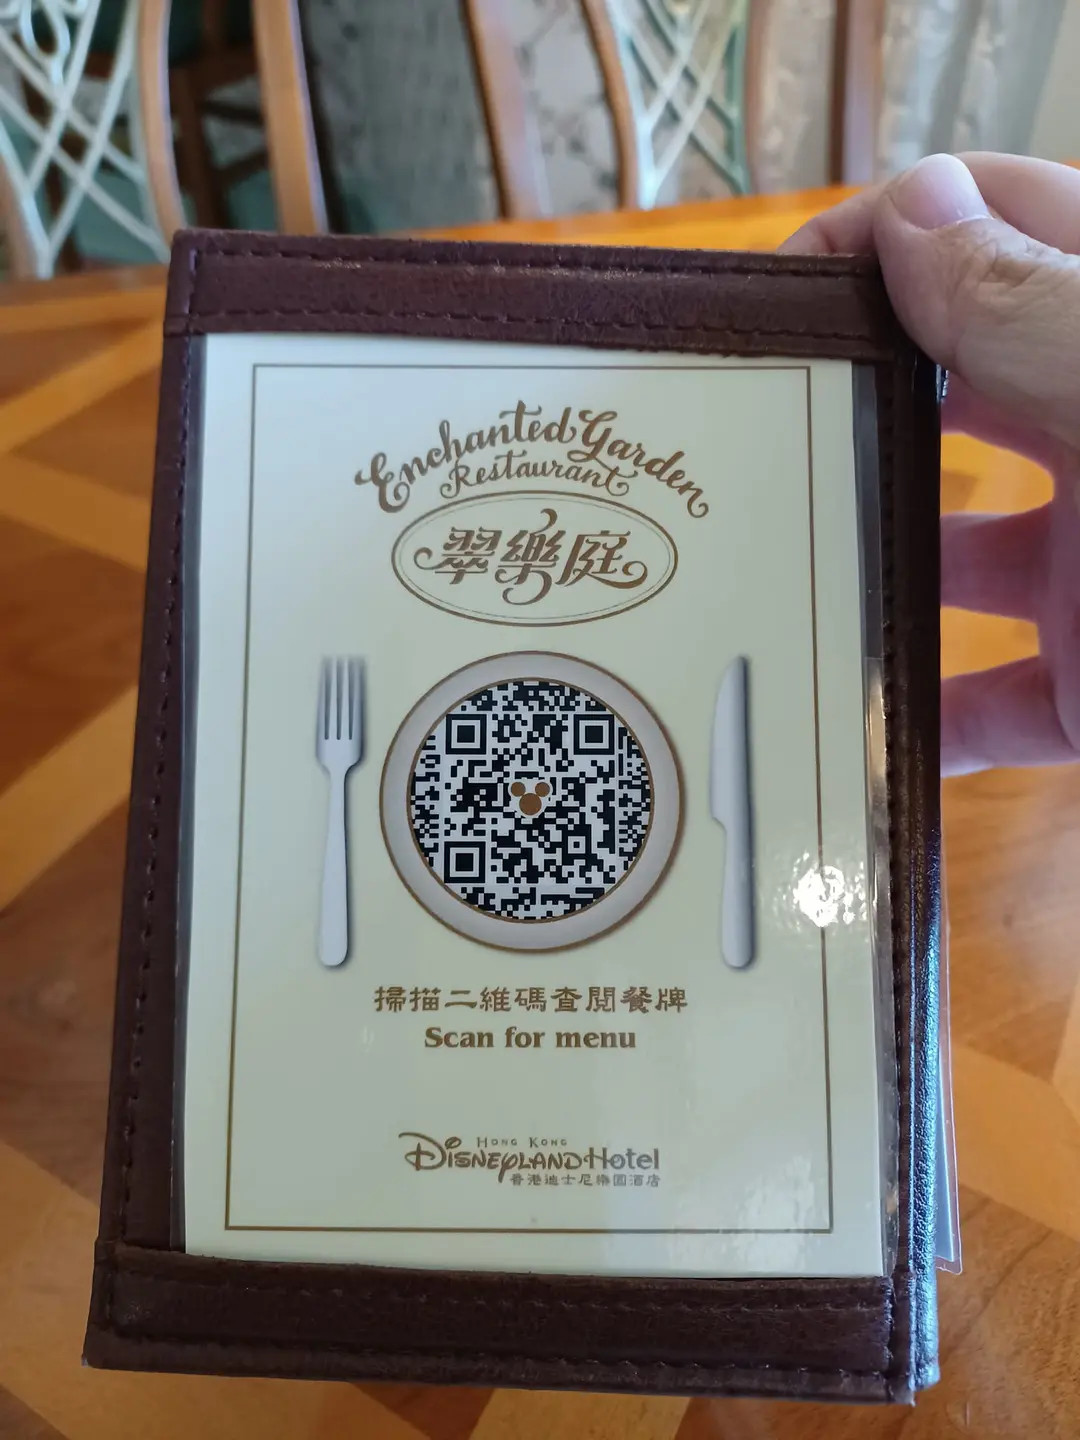 Enchanted Garden
Restaurant
翠樂庭
掃描二維碼查閱餐牌
Scan for menu
HONG KONG
DISNEYLAND Hotel
香港迪士尼樂園酒店